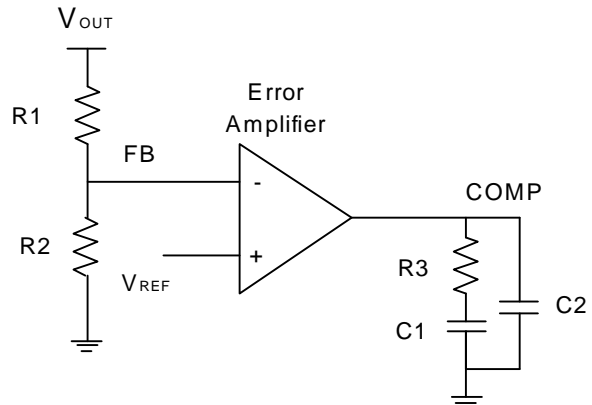 VOUT
R1
Error
Amplifier
FB
-
COMP
R2
+
VREF
R3
C1
C2